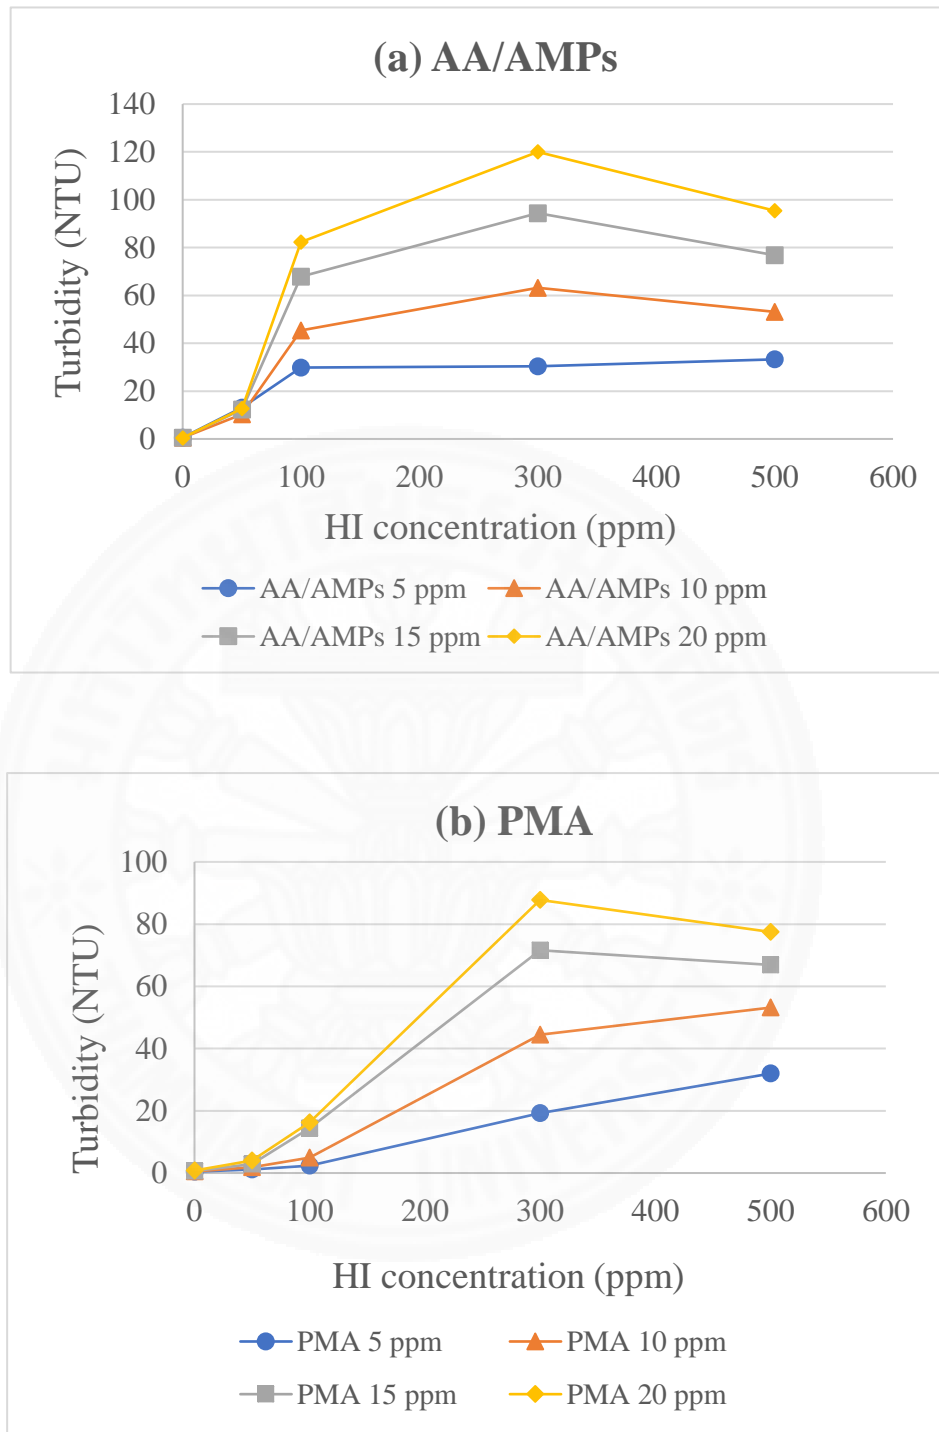 (a) AA/AMPs
Turbidity (NTU)
140
120
100
80
60
40
20
0
0 100 200 300 400 500 600
HI concentration (ppm)
AA/AMPs 5 ppm AA/AMPs 10 ppm
AA/AMPs 15 ppm AA/AMPs 20 ppm
(b) PMA
Turbidity (NTU)
100
80
60
40
20
0
0 100 200 300 400 500 600
HI concentration (ppm)
PMA 5 ppm PMA 10 ppm
PMA 15 ppm PMA 20 ppm